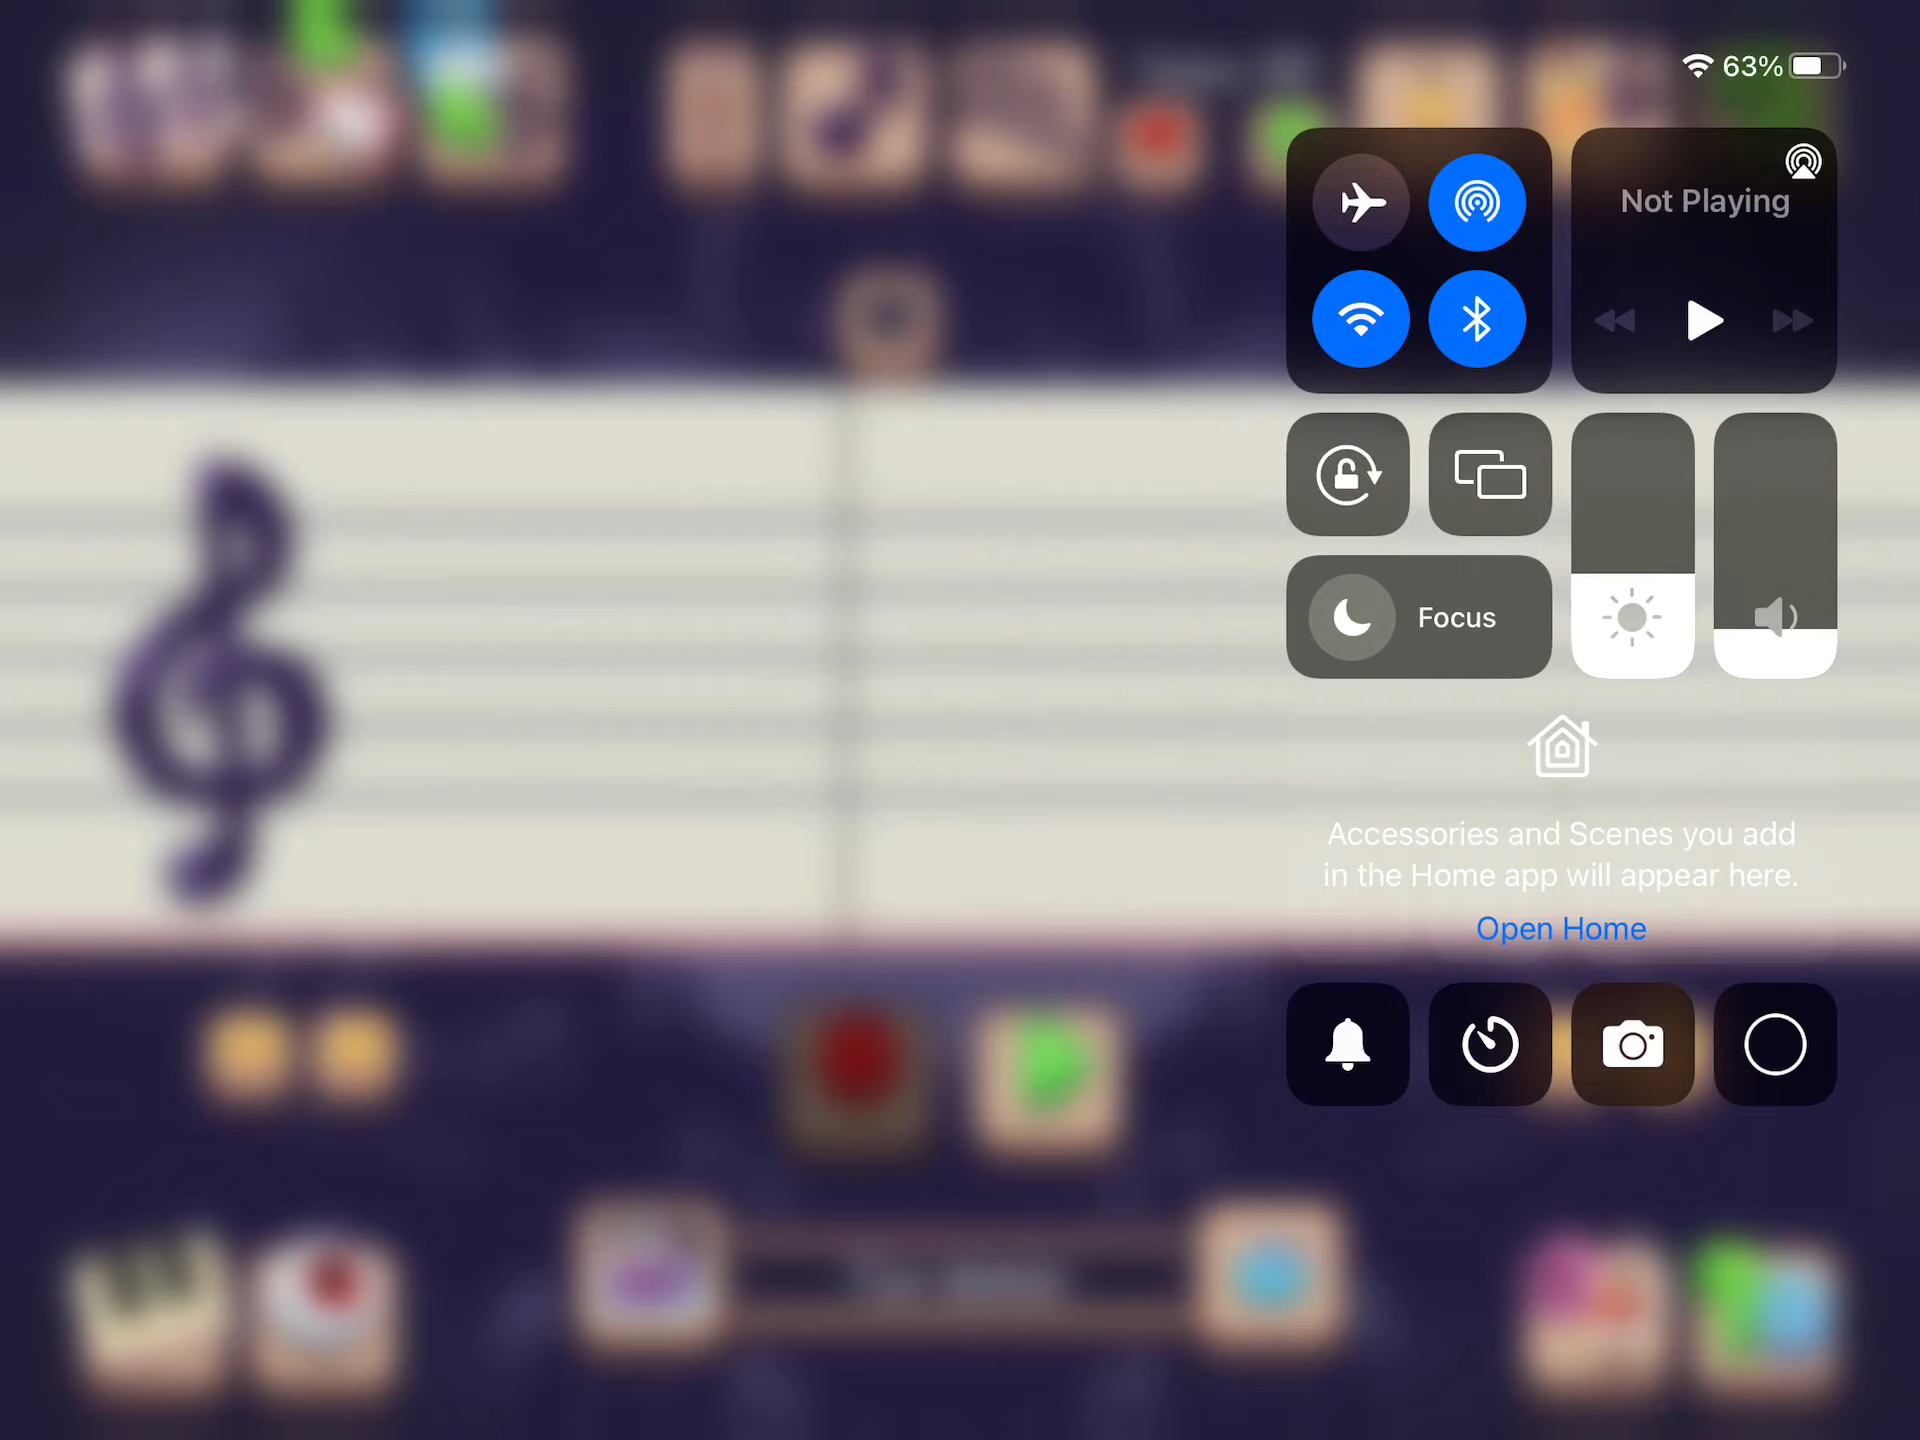 63%
Not Playing
Focus
Accessories and Scenes you add
in the Home app will appear here.
Open Home